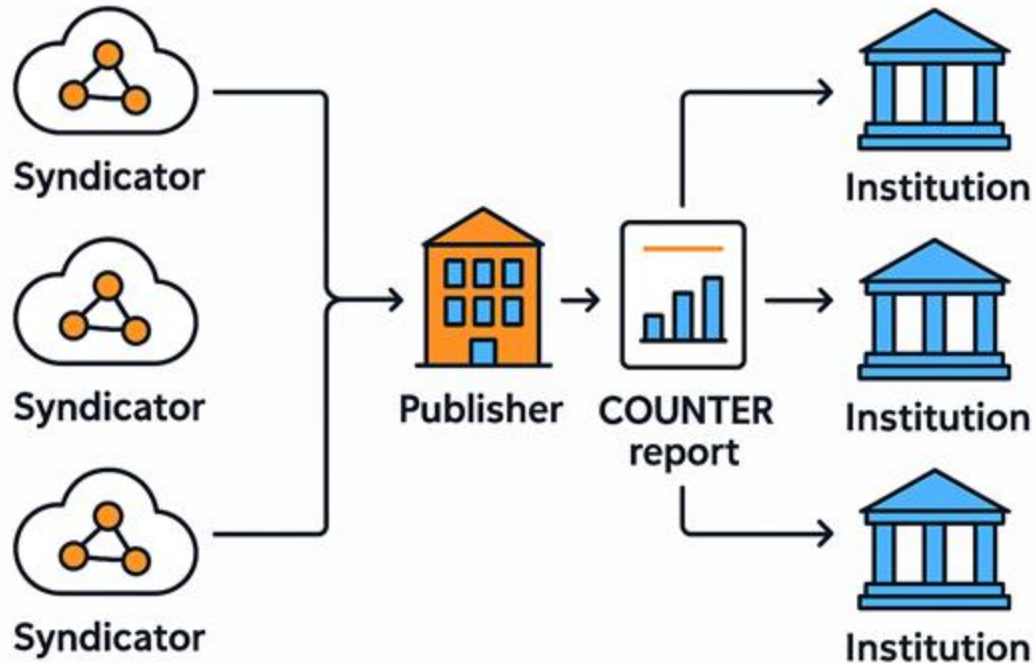 Syndicator
Institution
Publisher
COUNTER
report
Syndicator
Institution
Syndicator
Institution